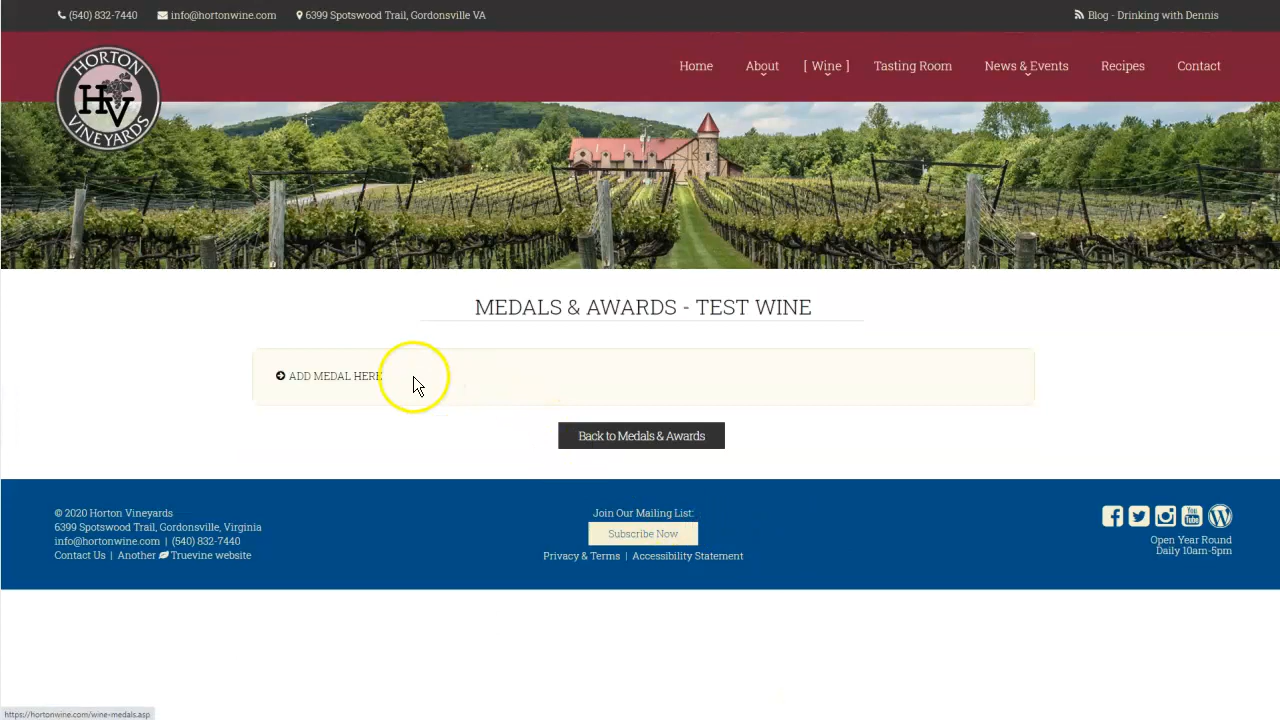 (540) 832-7440 info@hortonwine.com 6399 Spotswood Trail, Gordonsville VA Blog - Drinking with Dennis
HORTON
HV
VINEYARDS
Home About [ Wine ] Tasting Room News & Events Recipes Contact
MEDALS & AWARDS - TEST WINE
ADD MEDAL HERE
Back to Medals & Awards
© 2020 Horton Vineyards
6399 Spotswood Trail, Gordonsville, Virginia
info@hortonwine.com | (540) 832-7440
Contact Us | Another Truevine website
Join Our Mailing List:
Subscribe Now
Privacy & Terms | Accessibility Statement
You
Tube
Open Year Round
Daily 10am-5pm
https://hortonwine.com/wine-medals.asp